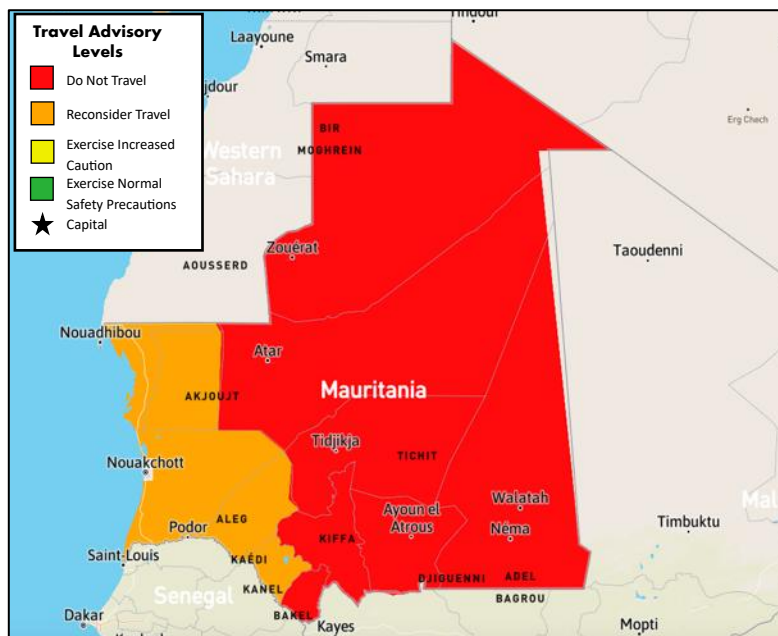 Travel Advisory
Levels
Do Not Travel
Reconsider Travel
Exercise Increased
Caution
Exercise Normal
Safety Precautions
Capital
Laayoune
Smara
jdour
Erg Chech
BIR
MOGHREIN
Western
Sahara
Zouérat
Taoudenni
AOUSSERD
Nouadhibou
Atar
Mauritania
AKJOUJT
Tidjikja
TICHIT
Nouakchott
Ayoun el
Atrous
Walatah
Néma
Mal
ALEG
Podor
KIFFA
Timbuktu
Saint-Louis
KAÉDI
KANEL
DJIGUENNI
ADEL
BAGROU
Senegal
BAKEL
Dakar
Kayes
Mopti